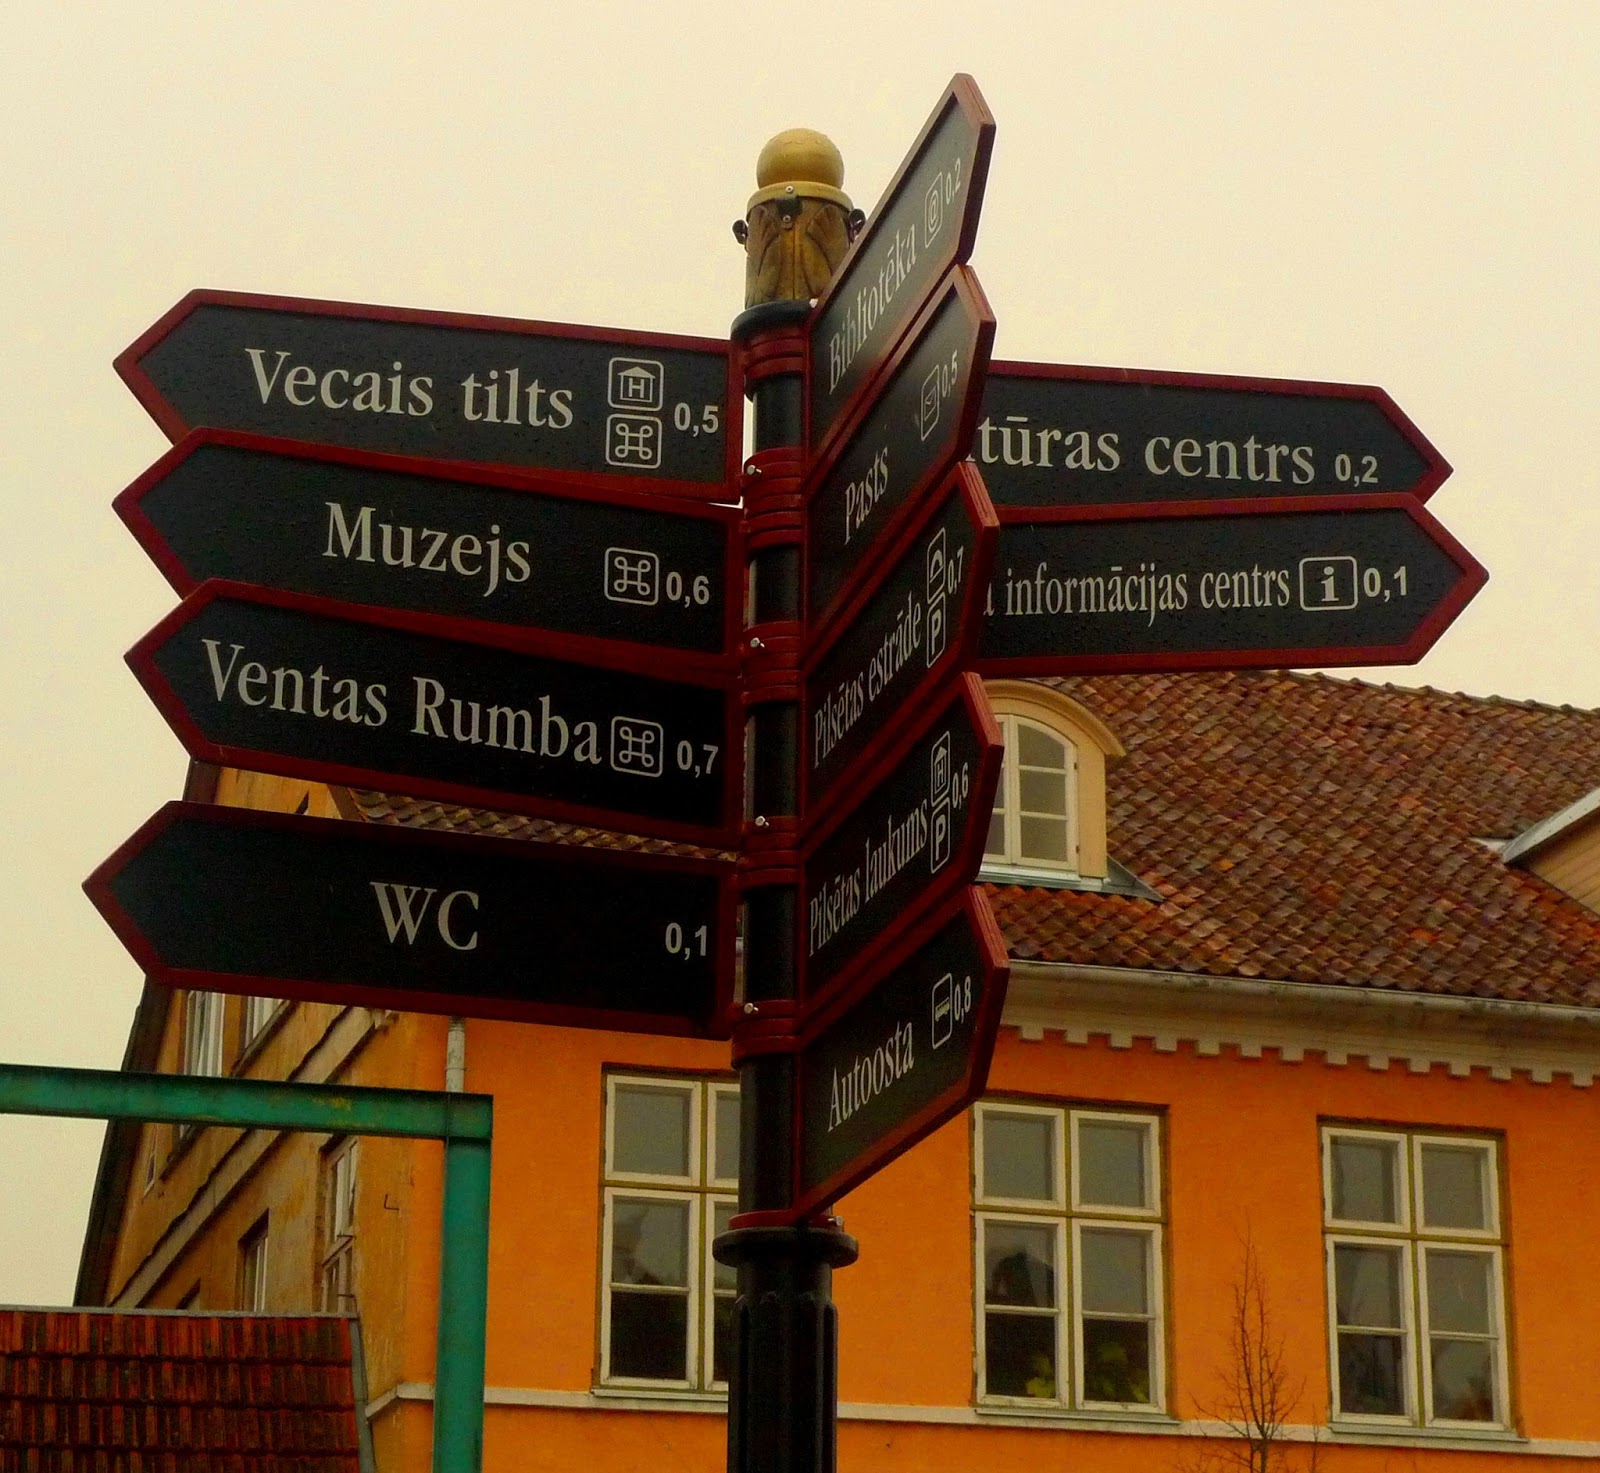 Vecais tilts H 0,5
Muzejs 0,6
Ventas Rumba 0,7
WC 0,1
Bibliotēka @ 0,2
Pasts 0,5
Pilsētas estrāde P 0,7
Pilsētas laukums H P 0,6
Autoosta 0,8
tūras centrs 0,2
informācijas centrs i 0,1